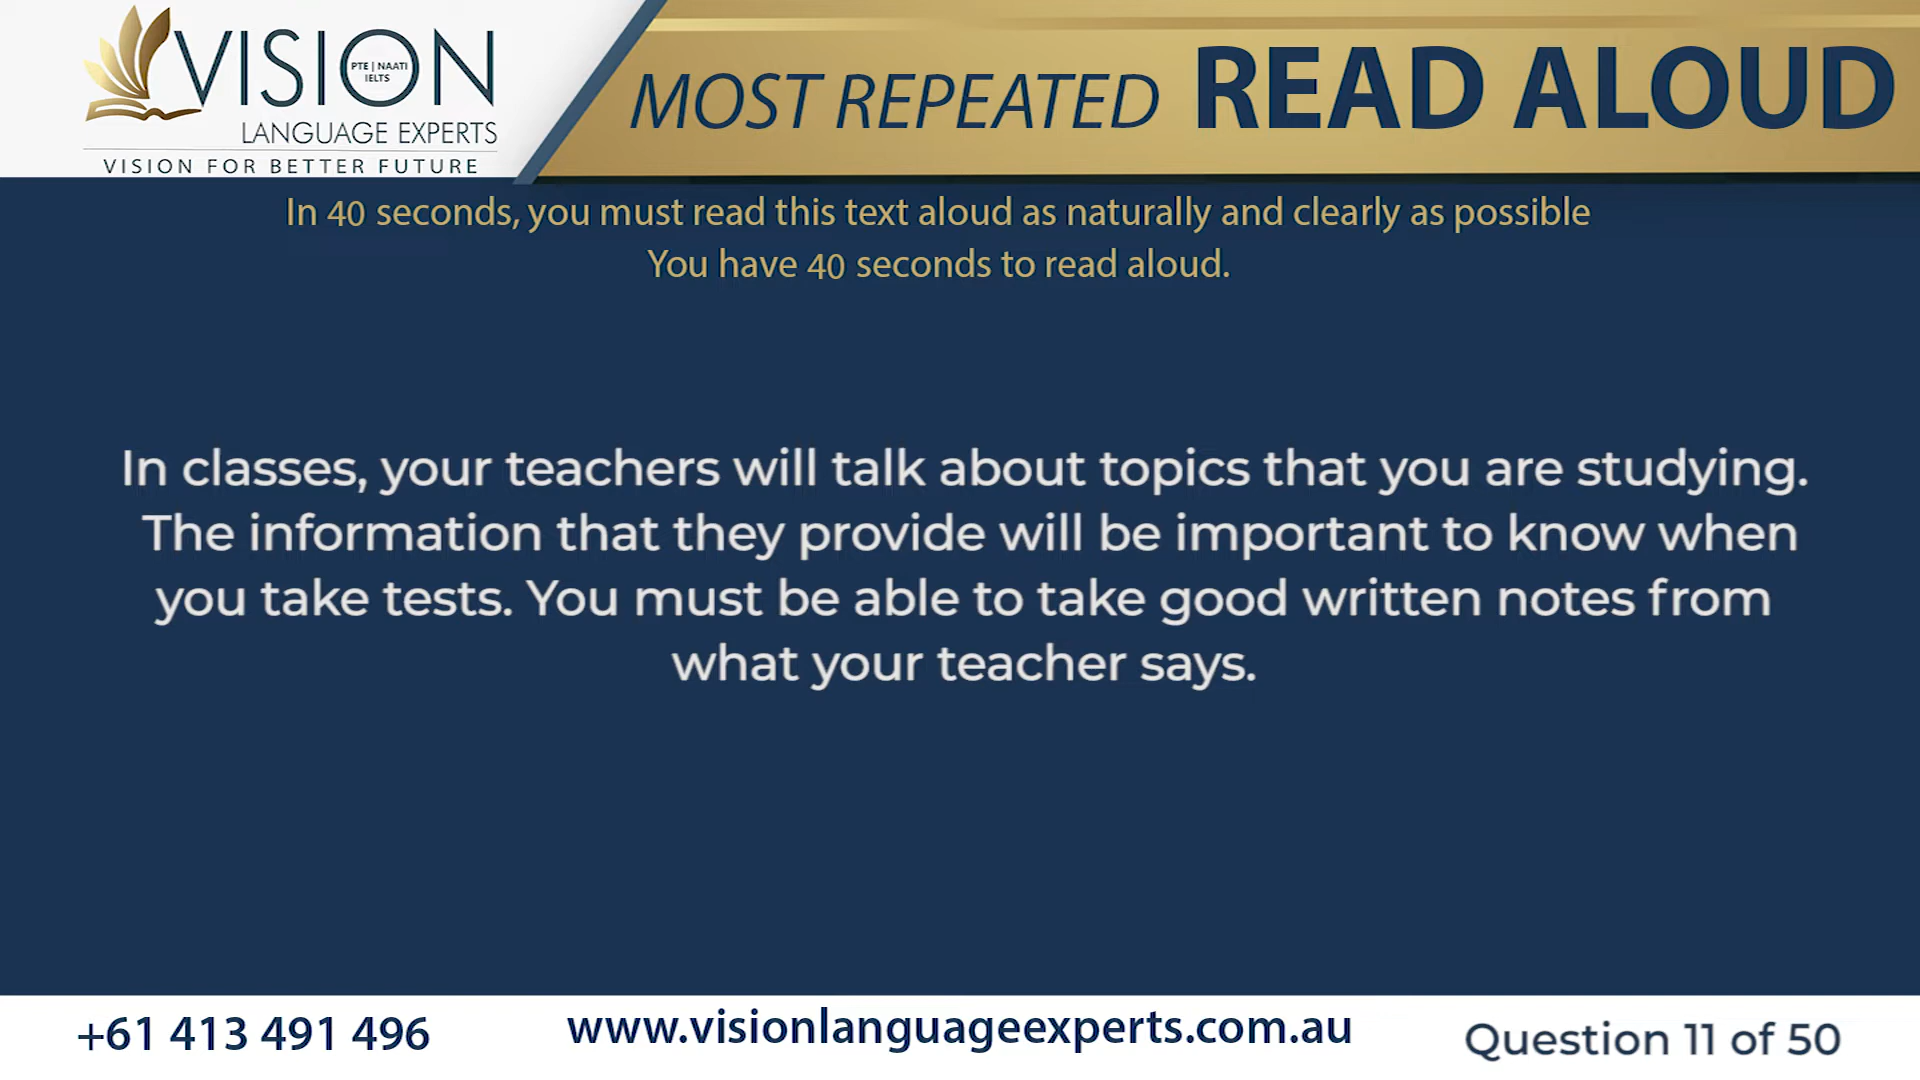 VISION
PTE | NAATI
IELTS
LANGUAGE EXPERTS
VISION FOR BETTER FUTURE
MOST REPEATED READ ALOUD
In 40 seconds, you must read this text aloud as naturally and clearly as possible
You have 40 seconds to read aloud.
In classes, your teachers will talk about topics that you are studying.
The information that they provide will be important to know when
you take tests. You must be able to take good written notes from
what your teacher says.
+61 413 491 496
www.visionlanguageexperts.com.au
Question 11 of 50